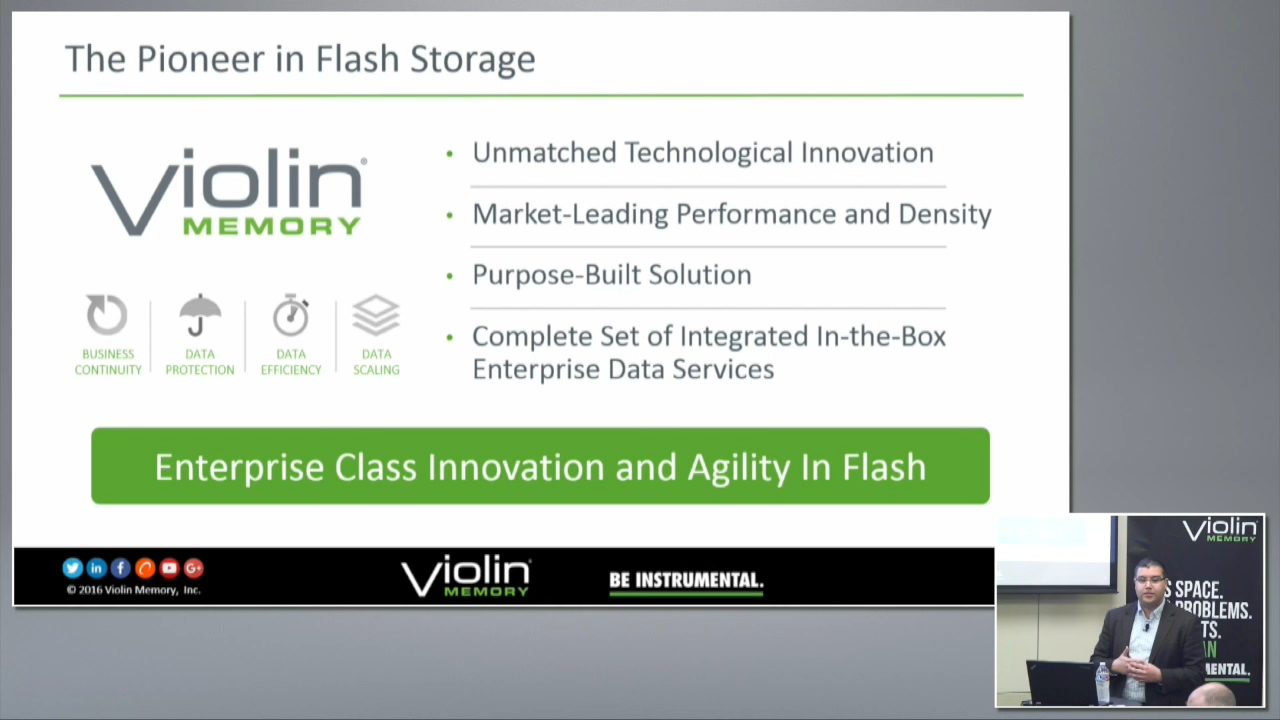 The Pioneer in Flash Storage
Violin
MEMORY
• Unmatched Technological Innovation
• Market-Leading Performance and Density
• Purpose-Built Solution
• Complete Set of Integrated In-the-Box
Enterprise Data Services
BUSINESS
CONTINUITY
DATA
PROTECTION
DATA
EFFICIENCY
DATA
SCALING
Enterprise Class Innovation and Agility In Flash
© 2016 Violin Memory, Inc.
Violin
MEMORY
BE INSTRUMENTAL.
Violin
MEMORY
SPACE.